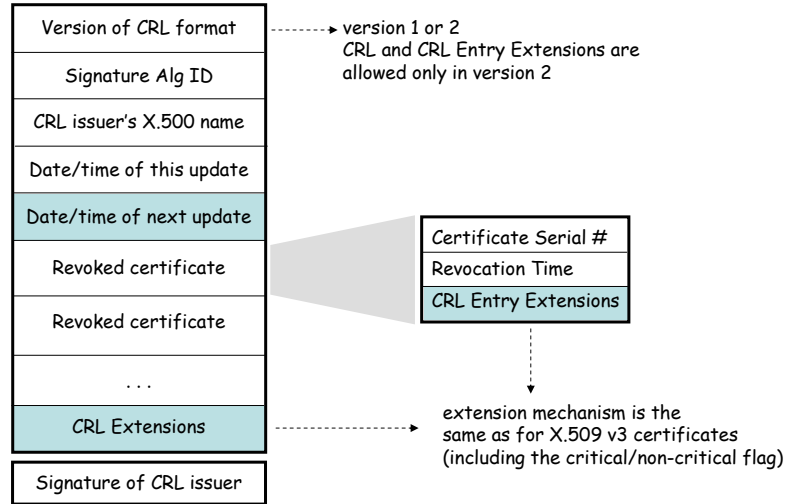 Version of CRL format
version 1 or 2
CRL and CRL Entry Extensions are
allowed only in version 2
Signature Alg ID
CRL issuer's X.500 name
Date/time of this update
Date/time of next update
Revoked certificate
Revoked certificate
. . .
CRL Extensions
Signature of CRL issuer
Certificate Serial #
Revocation Time
CRL Entry Extensions
extension mechanism is the
same as for X.509 v3 certificates
(including the critical/non-critical flag)